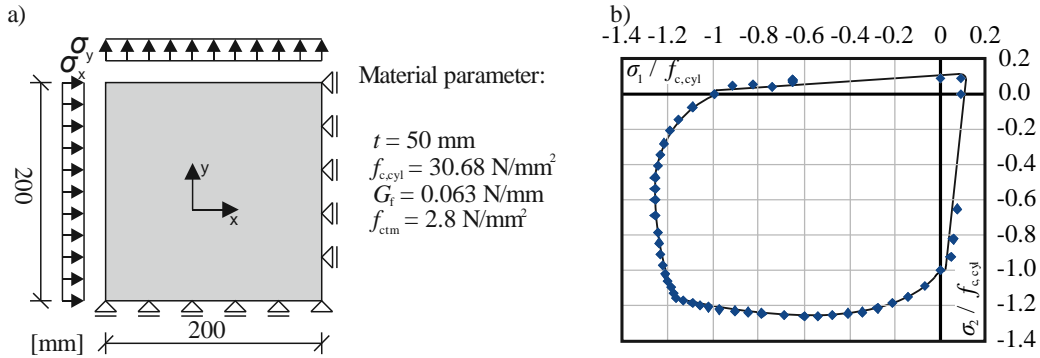 a)
σy
σx
200
y
x
[mm]
200
Material parameter:
t = 50 mm
fc,cyl = 30.68 N/mm²
Gf = 0.063 N/mm
fctm = 2.8 N/mm²
b)
-1.4 -1.2 -1 -0.8 -0.6 -0.4 -0.2 0 0.2
σ1 / fc,cyl
0.2
0.0
-0.2
-0.4
-0.6
-0.8
-1.0
-1.2
-1.4
σ2 / fc,cyl